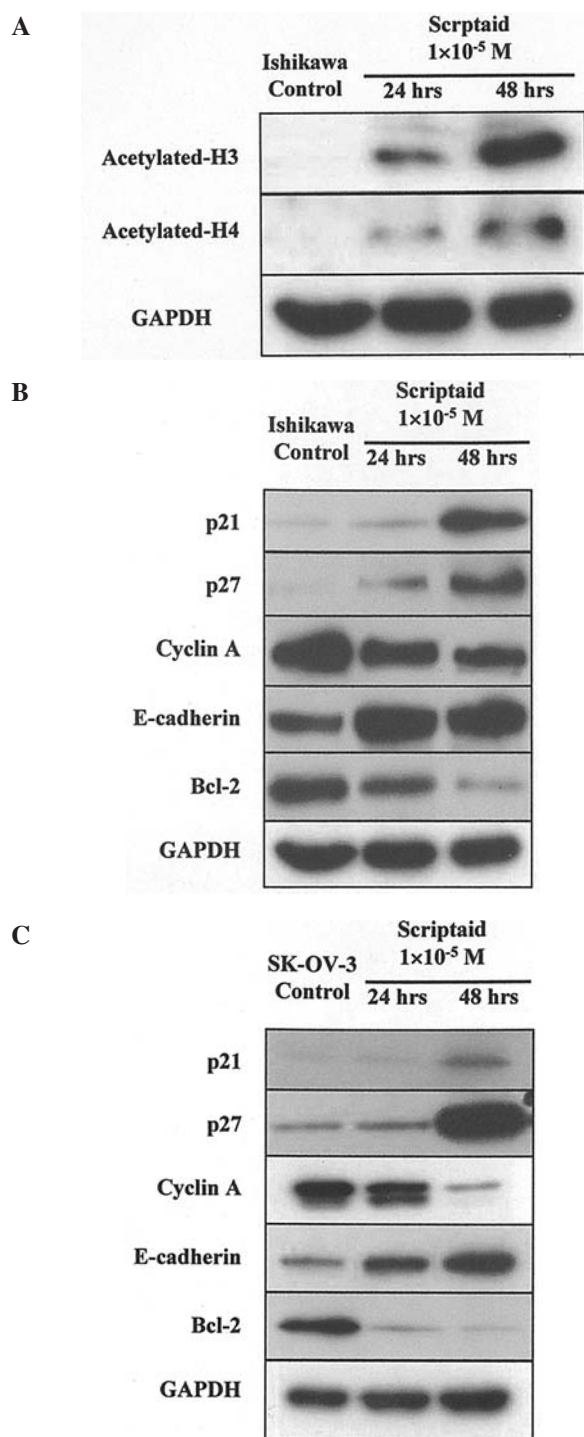 A
Scrptaid
1×10⁻⁵ M
Ishikawa
Control
24 hrs
48 hrs
Acetylated-H3
Acetylated-H4
GAPDH
B
Scriptaid
1×10⁻⁵ M
Ishikawa
Control
24 hrs
48 hrs
p21
p27
Cyclin A
E-cadherin
Bcl-2
GAPDH
C
Scriptaid
1×10⁻⁵ M
SK-OV-3
Control
24 hrs
48 hrs
p21
p27
Cyclin A
E-cadherin
Bcl-2
GAPDH